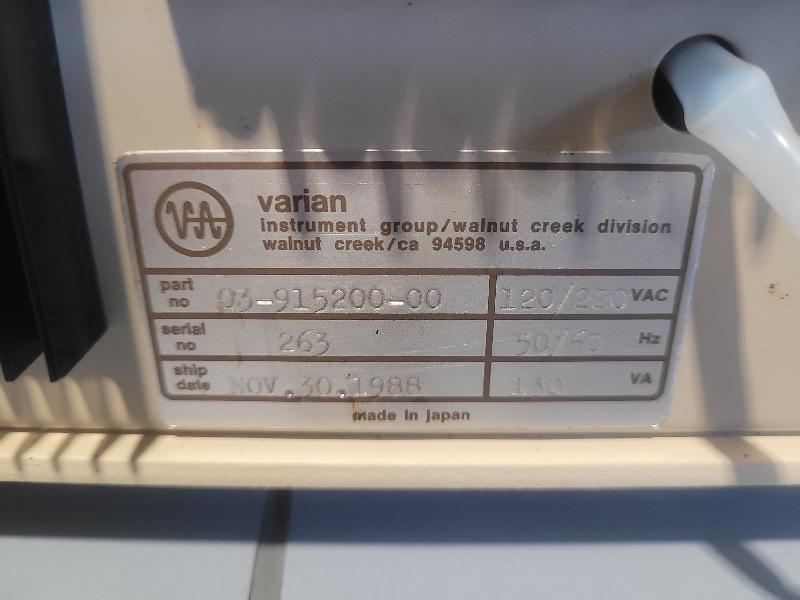 VA varian
instrument group/walnut creek division
walnut creek/ca 94598 u.s.a.
part no 03-915200-00 120/220 VAC
serial no 263 50/60 Hz
ship date NOV.30.1988 130 VA
made in japan